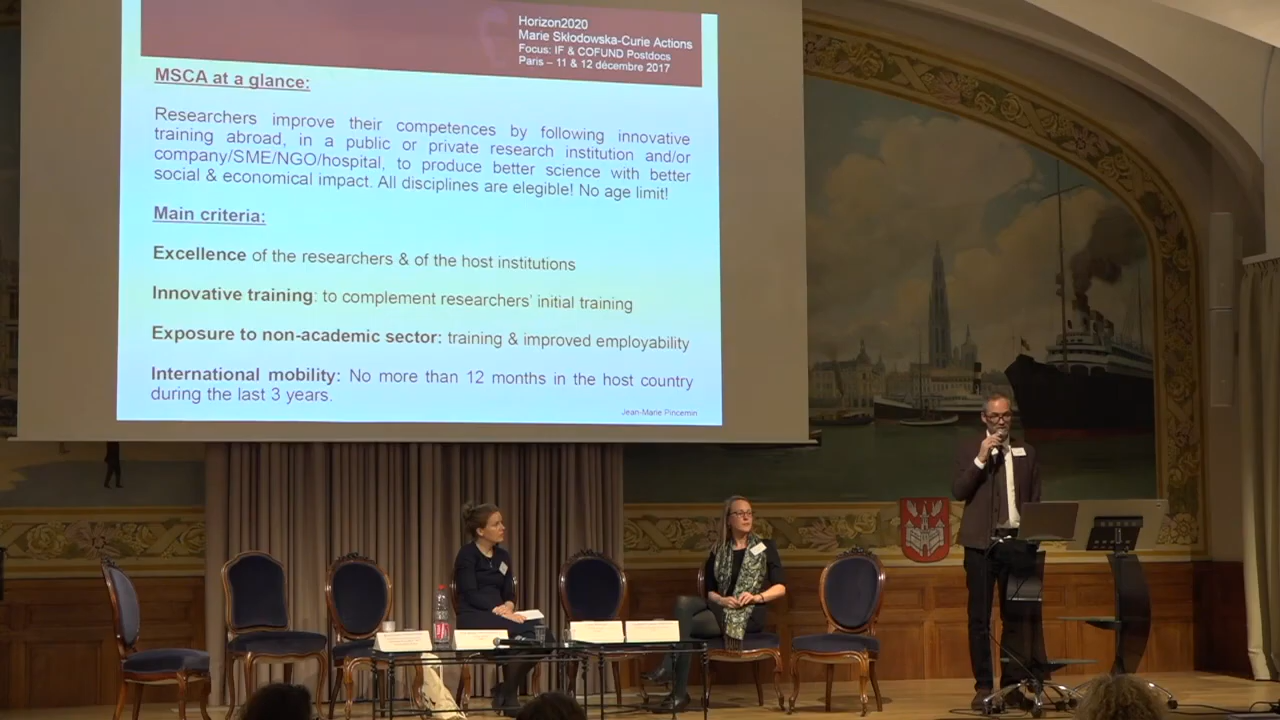 Horizon2020
Marie Skłodowska-Curie Actions
Focus: IF & COFUND Postdocs
Paris – 11 & 12 décembre 2017
MSCA at a glance:
Researchers improve their competences by following innovative
training abroad, in a public or private research institution and/or
company/SME/NGO/hospital, to produce better science with better
social & economical impact. All disciplines are elegible! No age limit!
Main criteria:
Excellence of the researchers & of the host institutions
Innovative training: to complement researchers' initial training
Exposure to non-academic sector: training & improved employability
International mobility: No more than 12 months in the host country
during the last 3 years.
Jean-Marie Pincemin